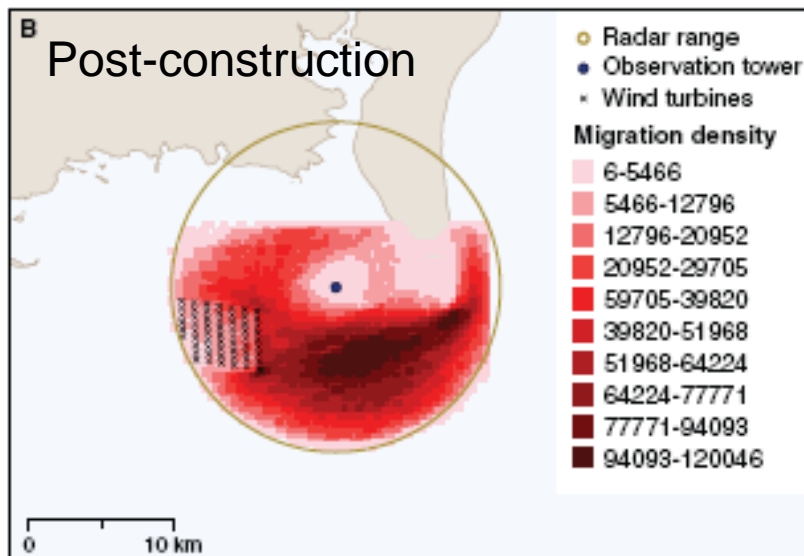 B
Post-construction
Radar range
Observation tower
Wind turbines
Migration density
6-5466
5466-12796
12796-20952
20952-29705
59705-39820
39820-51968
51968-64224
64224-77771
77771-94093
94093-120046
0 10 km